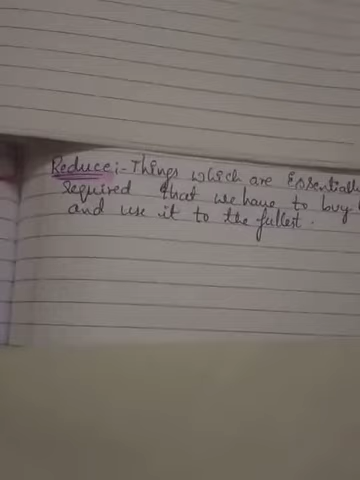 Reduce:- Things which are Essentially
required that we have to buy
and use it to the fullest.